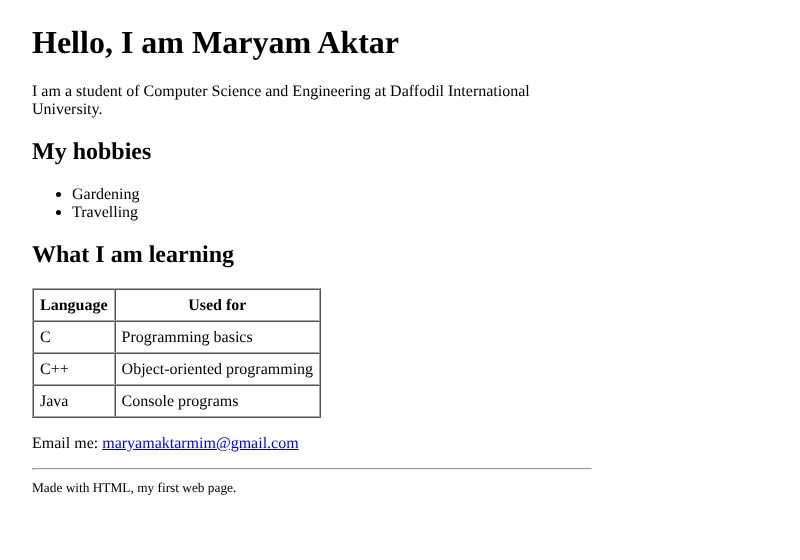 Hello, I am Maryam Aktar
I am a student of Computer Science and Engineering at Daffodil International
University.
My hobbies
• Gardening
• Travelling
What I am learning
Language Used for
C Programming basics
C++ Object-oriented programming
Java Console programs
Email me: maryamaktarmim@gmail.com
Made with HTML, my first web page.